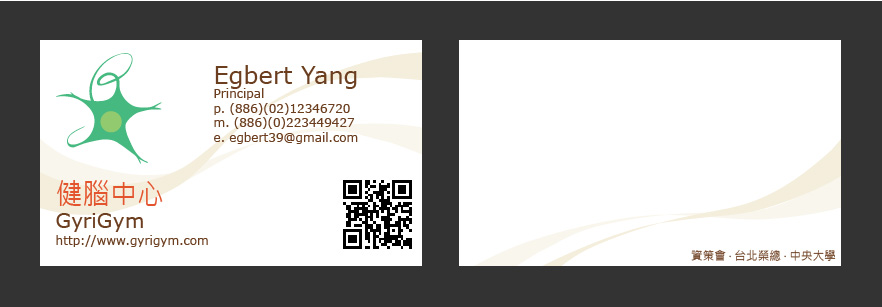 Egbert Yang
Principal
p. (886)(02)12346720
m. (886)(0)223449427
e. egbert39@gmail.com
健腦中心
GyriGym
http://www.gyrigym.com
資策會 · 台北榮總 · 中央大學